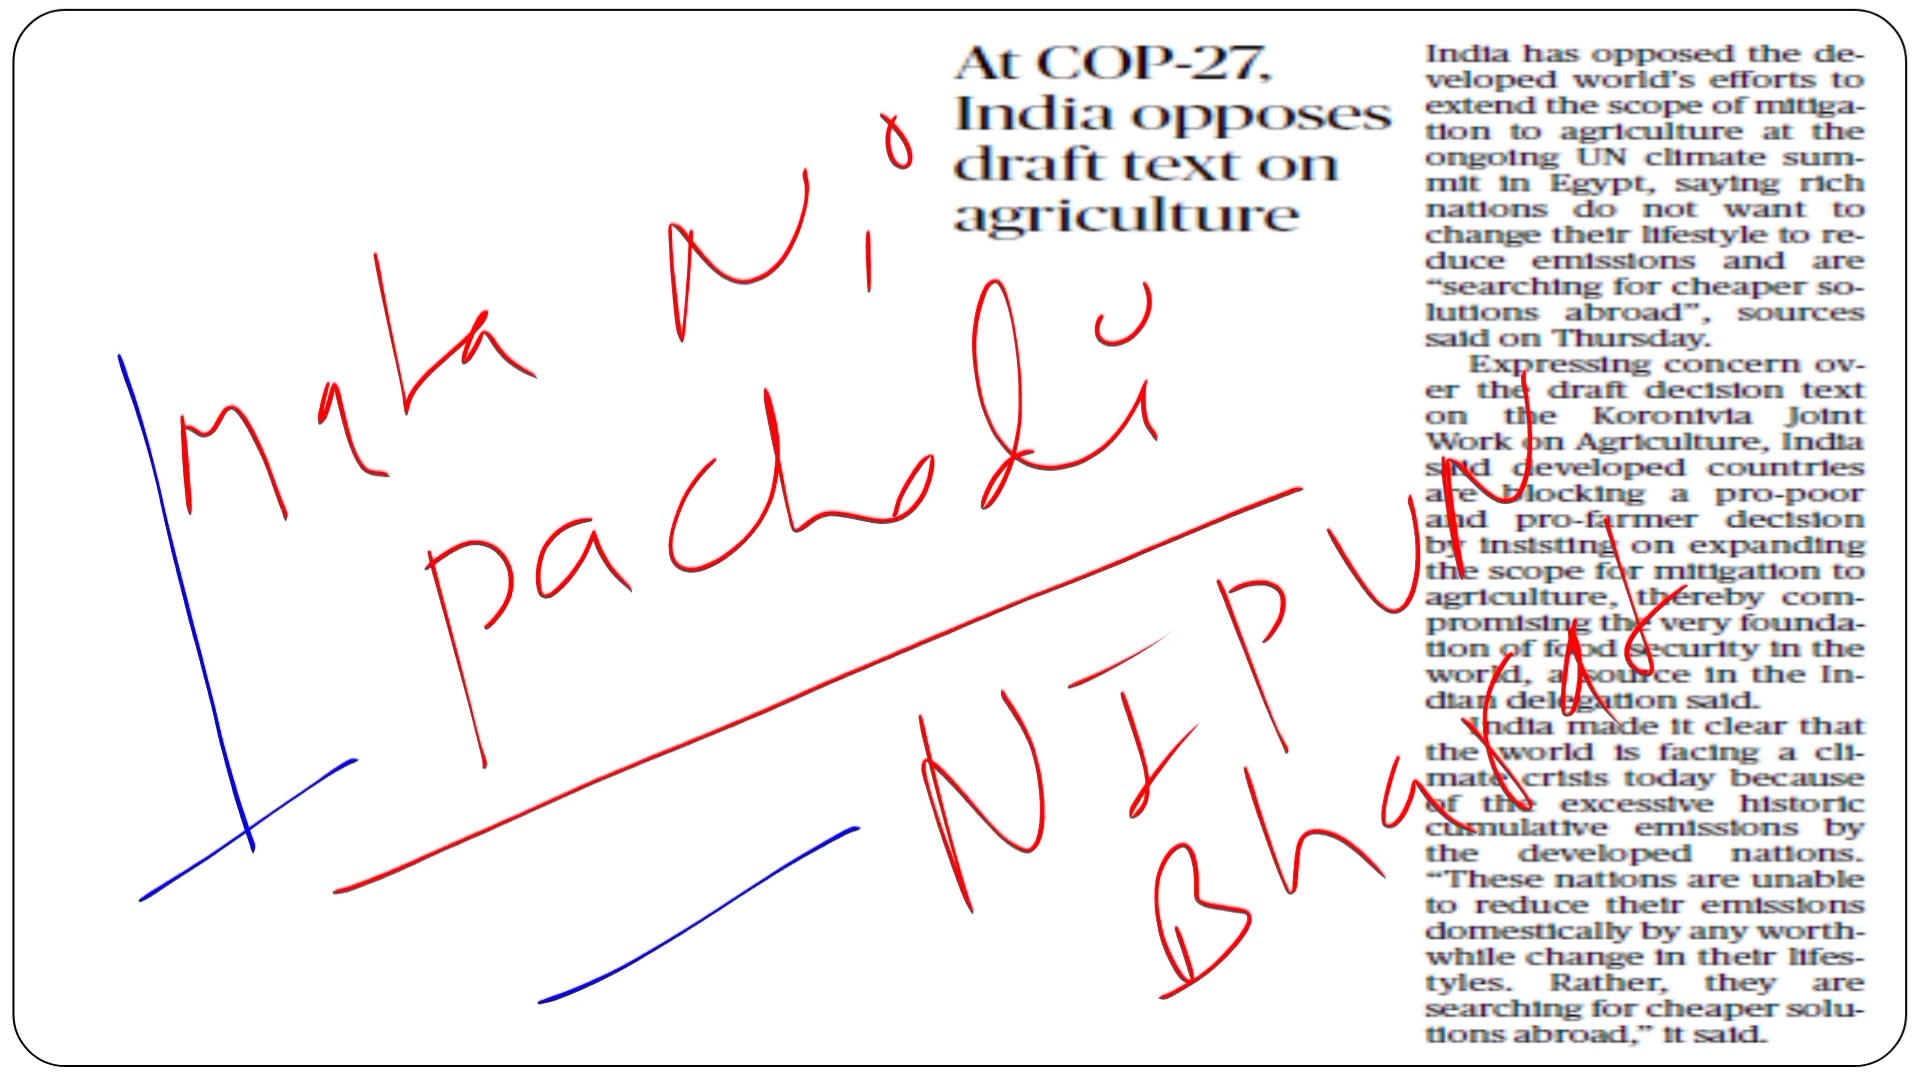 At COP-27,
India opposes
draft text on
agriculture
India has opposed the de-
veloped world's efforts to
extend the scope of mitiga-
tion to agriculture at the
ongoing UN climate sum-
mit in Egypt, saying rich
nations do not want to
change their lifestyle to re-
duce emissions and are
“searching for cheaper so-
lutions abroad”, sources
said on Thursday.
Expressing concern ov-
er the draft decision text
on the Koronivia Joint
Work on Agriculture, India
said developed countries
are blocking a pro-poor
and pro-farmer decision
by insisting on expanding
the scope for mitigation to
agriculture, thereby com-
promising the very founda-
tion of food security in the
world, a source in the In-
dian delegation said.
India made it clear that
the world is facing a cli-
mate crisis today because
of the excessive historic
cumulative emissions by
the developed nations.
“These nations are unable
to reduce their emissions
domestically by any worth-
while change in their lifes-
tyles. Rather, they are
searching for cheaper solu-
tions abroad,” it said.
NIPUN
Bharat